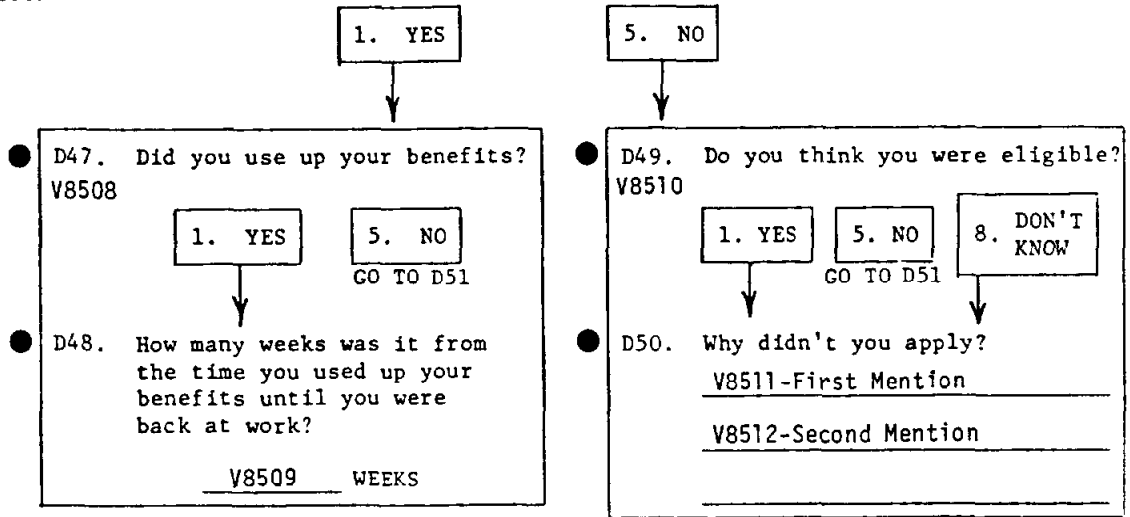 1. YES
5. NO
D47. Did you use up your benefits?
V8508
1. YES
5. NO
GO TO D51
D48. How many weeks was it from
the time you used up your
benefits until you were
back at work?
V8509 WEEKS
D49. Do you think you were eligible?
V8510
1. YES
5. NO
GO TO D51
8. DON'T
KNOW
D50. Why didn't you apply?
V8511-First Mention
V8512-Second Mention